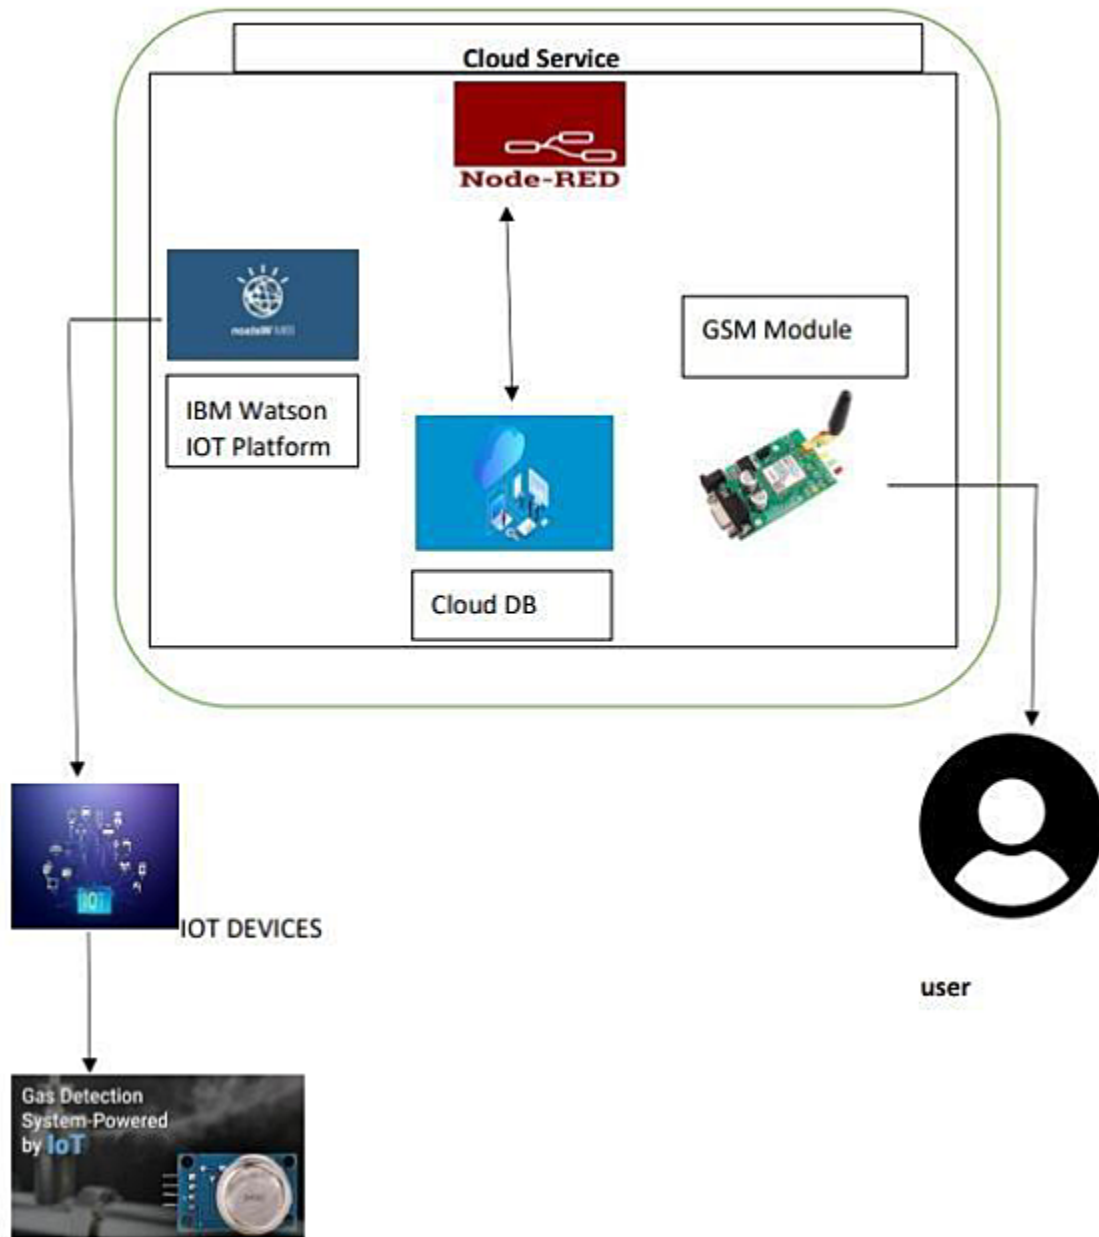 Cloud Service
Node-RED
IBM Watson
IOT Platform
GSM Module
Cloud DB
IOT DEVICES
user
Gas Detection
System-Powered
by IoT